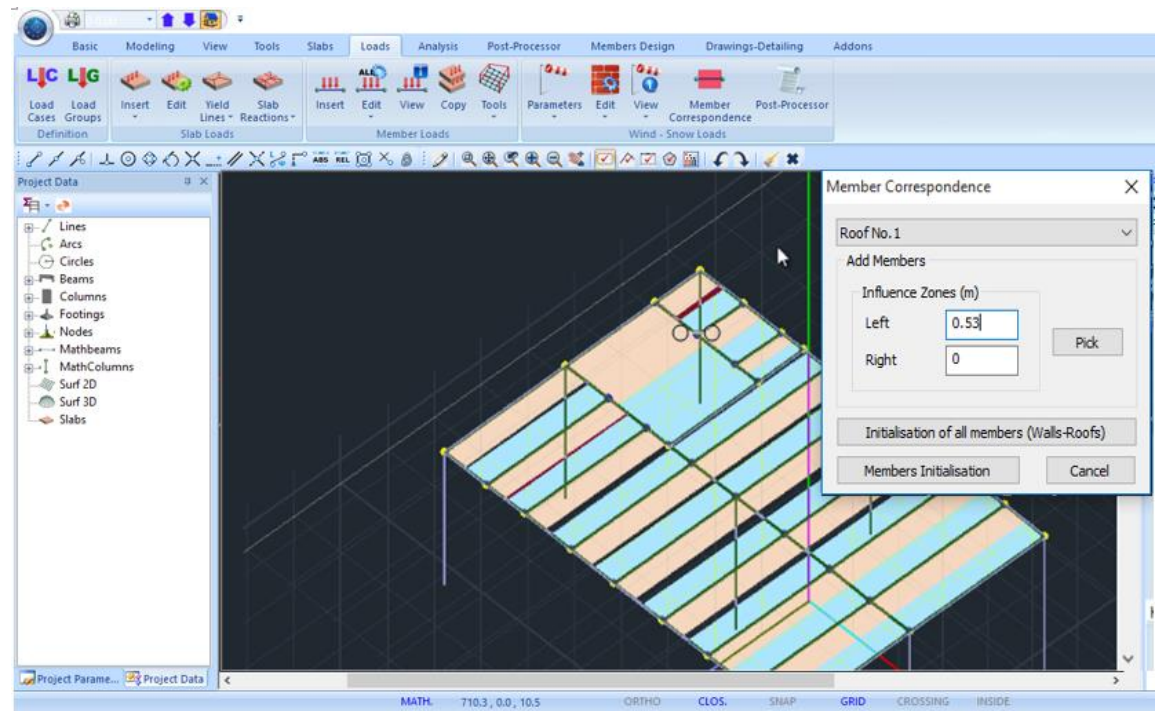 Basic Modeling View Tools Slabs Loads Analysis Post-Processor Members Design Drawings-Detailing Addons
L C L G ALL
Load Cases Load Groups Insert Edit Yield Lines Slab Reactions Insert Edit View Copy Tools Parameters Edit View Member Correspondence Post-Processor
Definition Slab Loads Member Loads Wind - Snow Loads
ABS REL
Project Data
Lines
Arcs
Circles
Beams
Columns
Footings
Nodes
Mathbeams
MathColumns
Surf 2D
Surf 3D
Slabs
Member Correspondence
Roof No. 1
Add Members
Influence Zones (m)
Left 0.53
Right 0
Pick
Initialisation of all members (Walls-Roofs)
Members Initialisation Cancel
Project Parame... Project Data
MATH. 710.3 , 0.0 , 10.5 ORTHO CLOS. SNAP GRID CROSSING INSIDE